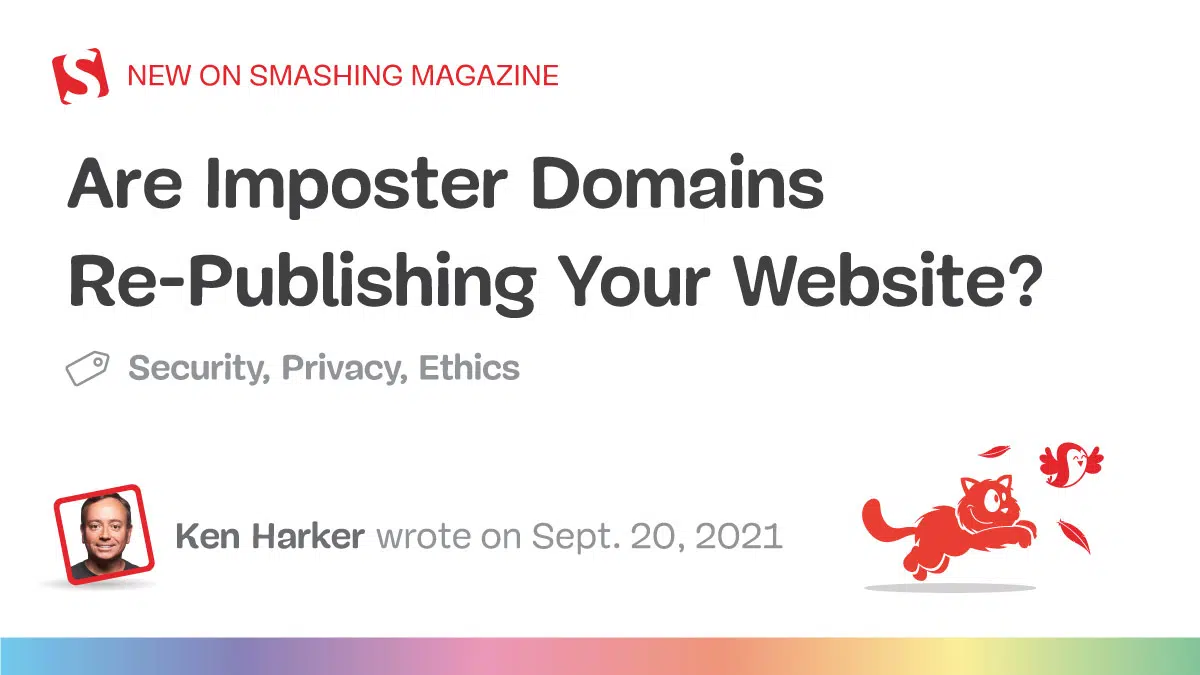 NEW ON SMASHING MAGAZINE
Are Imposter Domains
Re-Publishing Your Website?
Security, Privacy, Ethics
Ken Harker wrote on Sept. 20, 2021